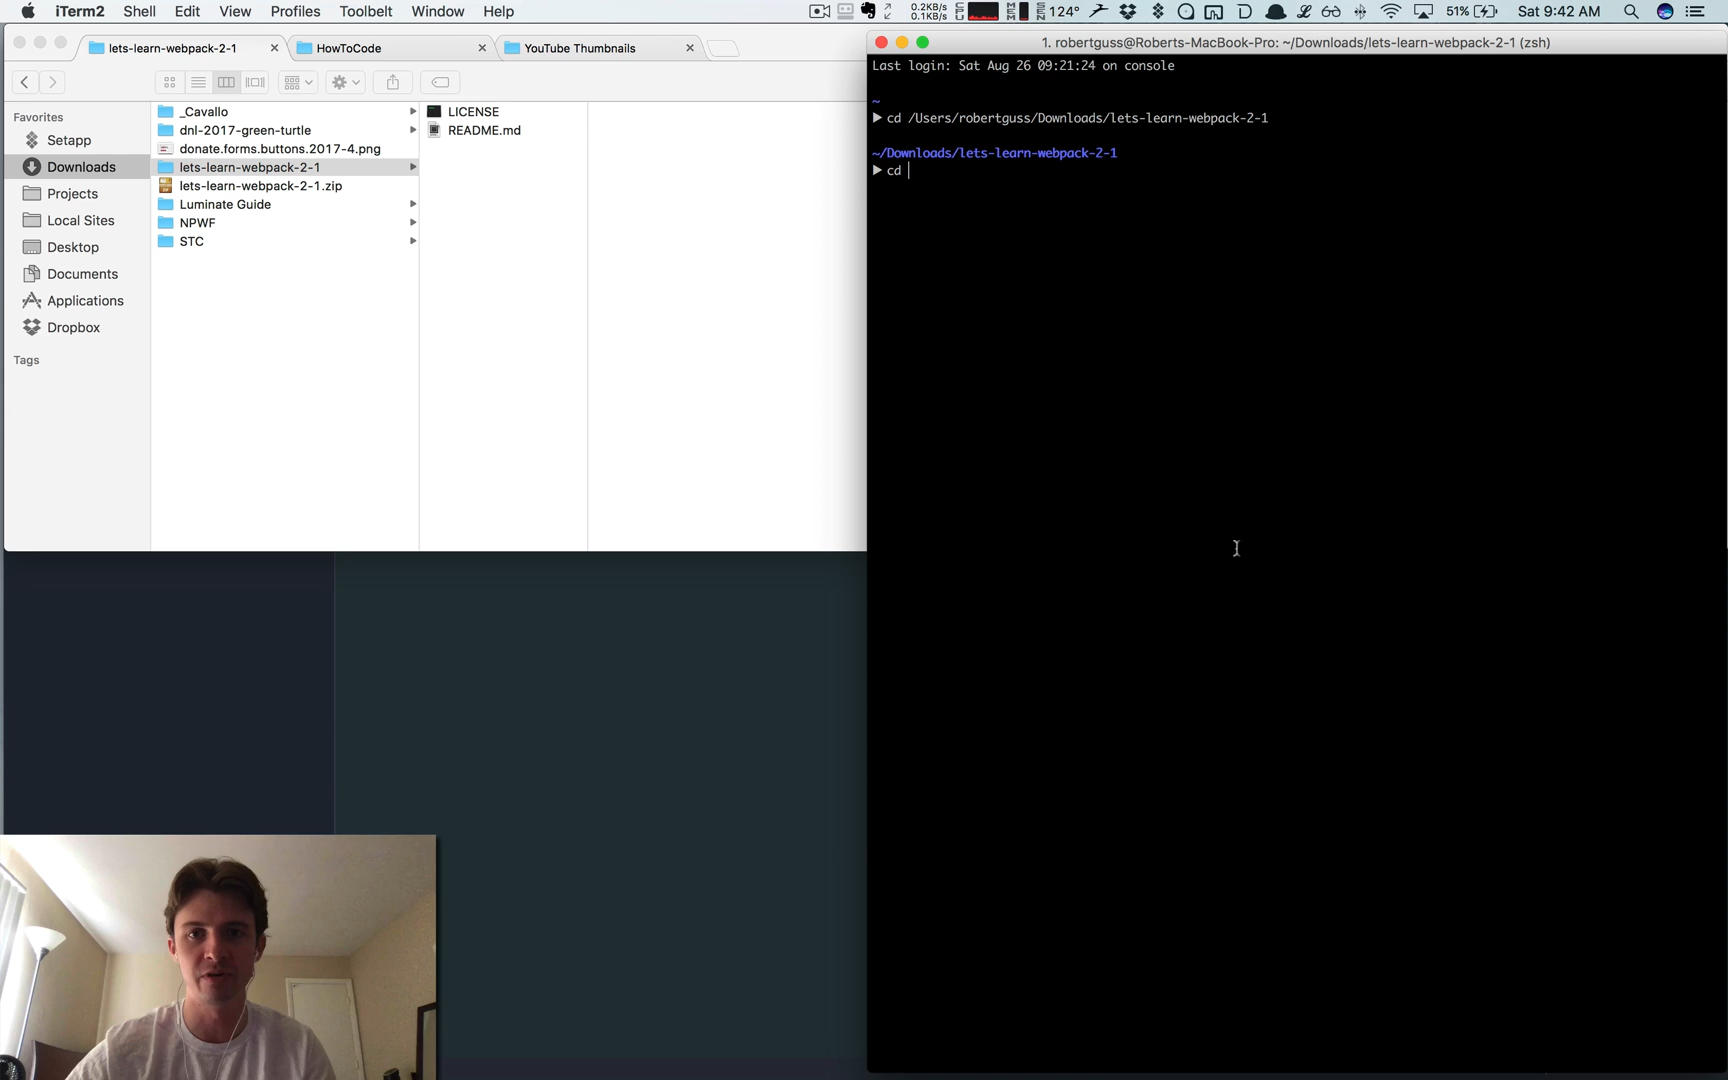 iTerm2 Shell Edit View Profiles Toolbelt Window Help 0.2KB/s 0.1KB/s CPU MEM SEN 124° 51% Sat 9:42 AM
lets-learn-webpack-2-1 HowToCode YouTube Thumbnails
Favorites
Setapp
Downloads
Projects
Local Sites
Desktop
Documents
Applications
Dropbox
Tags
_Cavallo
dnl-2017-green-turtle
donate.forms.buttons.2017-4.png
lets-learn-webpack-2-1
lets-learn-webpack-2-1.zip
Luminate Guide
NPWF
STC
LICENSE
README.md
1. robertguss@Roberts-MacBook-Pro: ~/Downloads/lets-learn-webpack-2-1 (zsh)
Last login: Sat Aug 26 09:21:24 on console
~
▶ cd /Users/robertguss/Downloads/lets-learn-webpack-2-1
~/Downloads/lets-learn-webpack-2-1
▶ cd